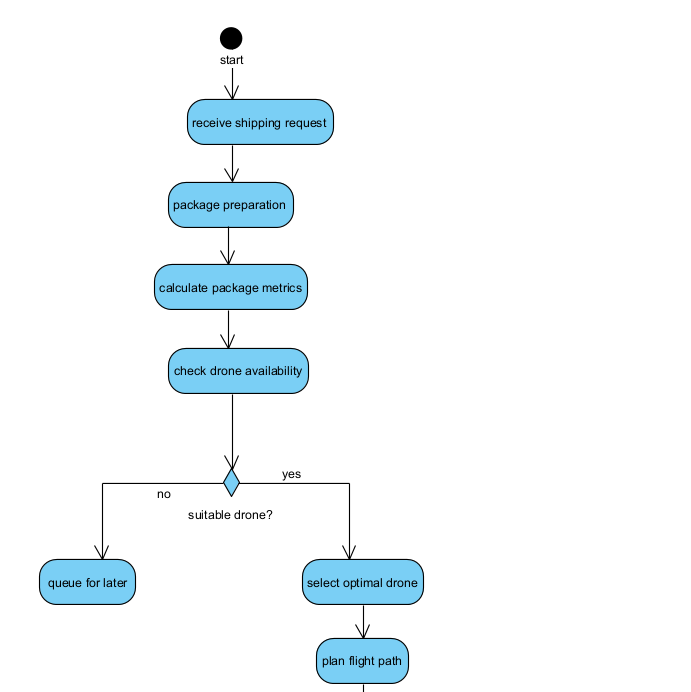 start
receive shipping request
package preparation
calculate package metrics
check drone availability
yes
no
suitable drone?
queue for later
select optimal drone
plan flight path